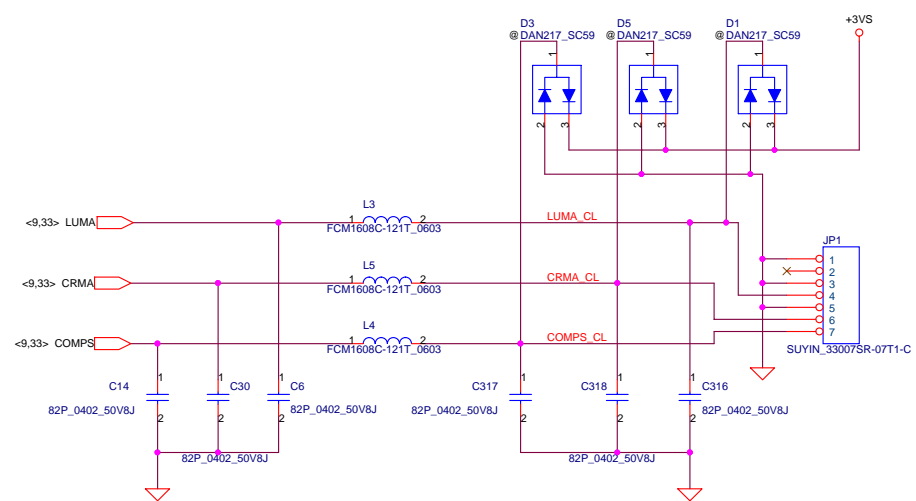 D3 D5 D1 +3VS
@DAN217_SC59 @DAN217_SC59 @DAN217_SC59
1 1 1
2 3 2 3 2 3
<9,33> LUMA 1 L3 2 LUMA_CL
FCM1608C-121T_0603
JP1
1
2
3
4
5
6
7
SUYIN_33007SR-07T1-C
<9,33> CRMA 1 L5 2 CRMA_CL
FCM1608C-121T_0603
<9,33> COMPS 1 L4 2 COMPS_CL
FCM1608C-121T_0603
1 1 1 1 1 1
C14 C30 C6 C317 C318 C316
82P_0402_50V8J 82P_0402_50V8J 82P_0402_50V8J 82P_0402_50V8J
2 2 2 2 2 2
82P_0402_50V8J 82P_0402_50V8J